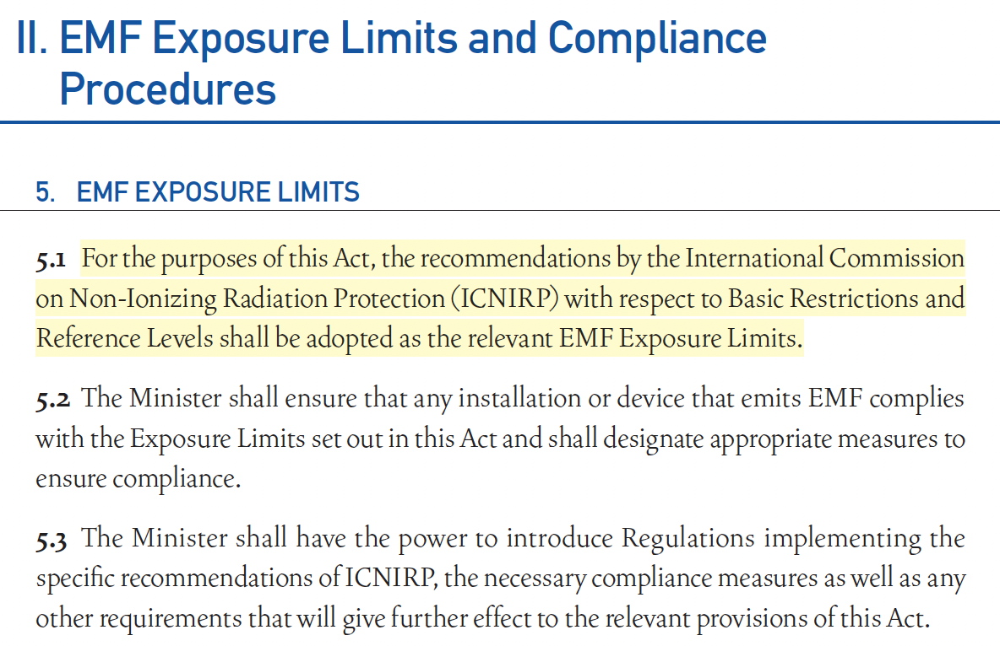 II. EMF Exposure Limits and Compliance
Procedures
5. EMF EXPOSURE LIMITS
5.1 For the purposes of this Act, the recommendations by the International Commission
on Non-Ionizing Radiation Protection (ICNIRP) with respect to Basic Restrictions and
Reference Levels shall be adopted as the relevant EMF Exposure Limits.
5.2 The Minister shall ensure that any installation or device that emits EMF complies
with the Exposure Limits set out in this Act and shall designate appropriate measures to
ensure compliance.
5.3 The Minister shall have the power to introduce Regulations implementing the
specific recommendations of ICNIRP, the necessary compliance measures as well as any
other requirements that will give further effect to the relevant provisions of this Act.